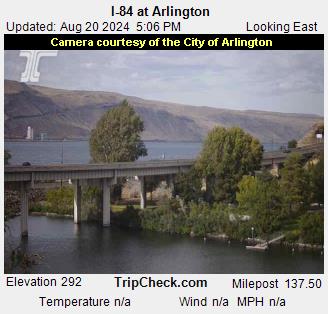 I-84 at Arlington
Updated: Aug 20 2024 5:06 PM Looking East
Camera courtesy of the City of Arlington
Elevation 292 TripCheck.com Milepost 137.50
Temperature n/a Wind n/a MPH n/a